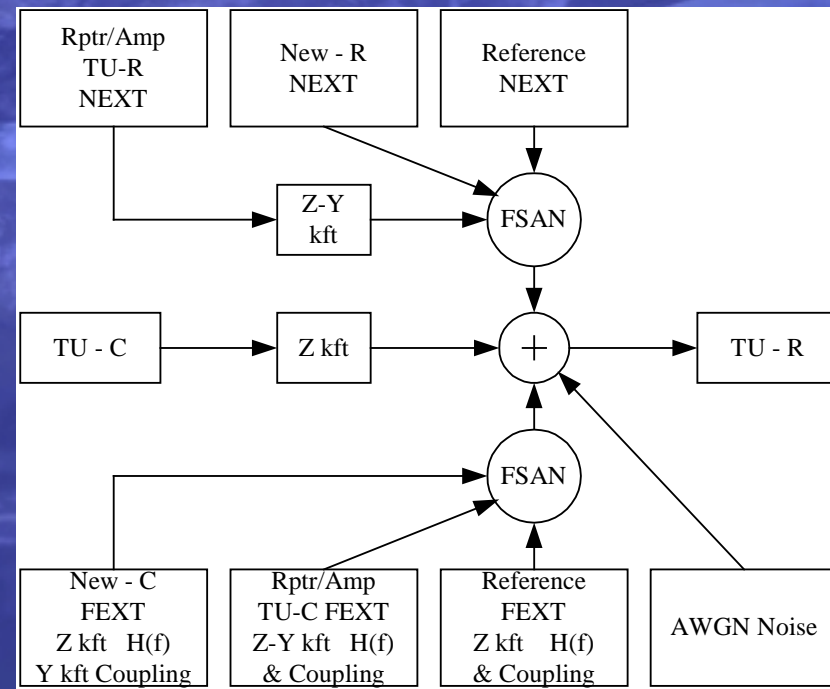 Rptr/Amp
TU-R
NEXT
New - R
NEXT
Reference
NEXT
Z-Y
kft
FSAN
TU - C
Z kft
+
TU - R
FSAN
New - C
FEXT
Z kft H(f)
Y kft Coupling
Rptr/Amp
TU-C FEXT
Z-Y kft H(f)
& Coupling
Reference
FEXT
Z kft H(f)
& Coupling
AWGN Noise